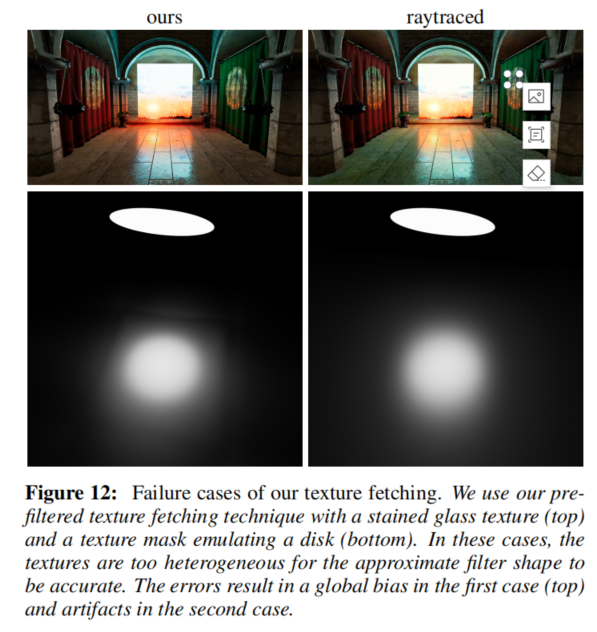 ours raytraced
Figure 12: Failure cases of our texture fetching. We use our pre-
filtered texture fetching technique with a stained glass texture (top)
and a texture mask emulating a disk (bottom). In these cases, the
textures are too heterogeneous for the approximate filter shape to
be accurate. The errors result in a global bias in the first case (top)
and artifacts in the second case.